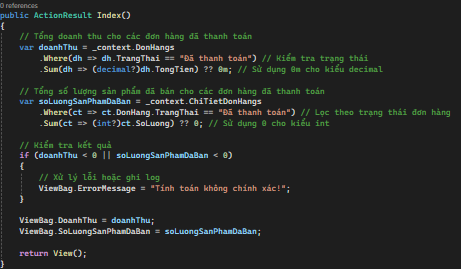 0 references
public ActionResult Index()
{
// Tổng doanh thu cho các đơn hàng đã thanh toán
var doanhThu = _context.DonHangs
.Where(dh => dh.TrangThai == "Đã thanh toán") // Kiểm tra trạng thái
.Sum(dh => (decimal?)dh.TongTien) ?? 0m; // Sử dụng 0m cho kiểu decimal
// Tổng số lượng sản phẩm đã bán cho các đơn hàng đã thanh toán
var soLuongSanPhamDaBan = _context.ChiTietDonHangs
.Where(ct => ct.DonHang.TrangThai == "Đã thanh toán") // Lọc theo trạng thái đơn hàng
.Sum(ct => (int?)ct.SoLuong) ?? 0; // Sử dụng 0 cho kiểu int
// Kiểm tra kết quả
if (doanhThu < 0 || soLuongSanPhamDaBan < 0)
{
// Xử lý lỗi hoặc ghi log
ViewBag.ErrorMessage = "Tính toán không chính xác!";
}
ViewBag.DoanhThu = doanhThu;
ViewBag.SoLuongSanPhamDaBan = soLuongSanPhamDaBan;
return View();
}